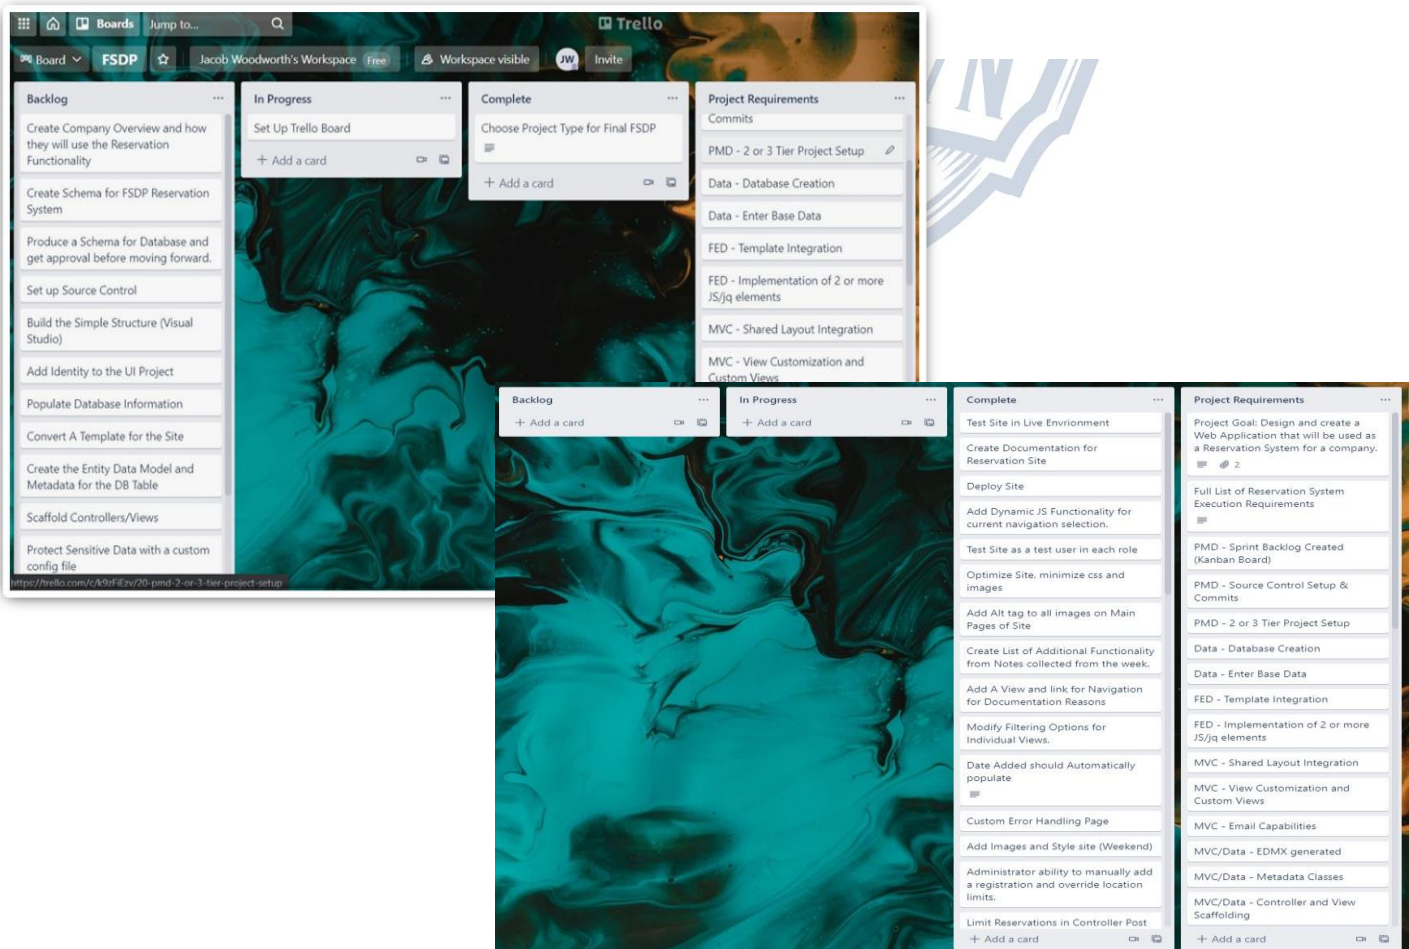 Boards
Jump to...
Trello
Board
FSDP
Jacob Woodworth's Workspace
Free
Workspace visible
JW
Invite
Backlog
Create Company Overview and how
they will use the Reservation
Functionality
Create Schema for FSDP Reservation
System
Produce a Schema for Database and
get approval before moving forward.
Set up Source Control
Build the Simple Structure (Visual
Studio)
Add Identity to the UI Project
Populate Database Information
Convert A Template for the Site
Create the Entity Data Model and
Metadata for the DB Table
Scaffold Controllers/Views
Protect Sensitive Data with a custom
config file
In Progress
Set Up Trello Board
+ Add a card
Complete
Choose Project Type for Final FSDP
+ Add a card
Project Requirements
Commits
PMD - 2 or 3 Tier Project Setup
Data - Database Creation
Data - Enter Base Data
FED - Template Integration
FED - Implementation of 2 or more
JS/jq elements
MVC - Shared Layout Integration
MVC - View Customization and
Custom Views
https://trello.com/c/k9zFiEzv/20-pmd-2-or-3-tier-project-setup
WN
Backlog
+ Add a card
In Progress
+ Add a card
Complete
Test Site in Live Envrionment
Create Documentation for
Reservation Site
Deploy Site
Add Dynamic JS Functionality for
current navigation selection.
Test Site as a test user in each role
Optimize Site, minimize css and
images
Add Alt tag to all images on Main
Pages of Site
Create List of Additional Functionality
from Notes collected from the week.
Add A View and link for Navigation
for Documentation Reasons
Modify Filtering Options for
Individual Views.
Date Added should Automatically
populate
Custom Error Handling Page
Add Images and Style site (Weekend)
Administrator ability to manually add
a registration and override location
limits.
Limit Reservations in Controller Post
+ Add a card
Project Requirements
Project Goal: Design and create a
Web Application that will be used as
a Reservation System for a company.
2
Full List of Reservation System
Execution Requirements
PMD - Sprint Backlog Created
(Kanban Board)
PMD - Source Control Setup &
Commits
PMD - 2 or 3 Tier Project Setup
Data - Database Creation
Data - Enter Base Data
FED - Template Integration
FED - Implementation of 2 or more
JS/jq elements
MVC - Shared Layout Integration
MVC - View Customization and
Custom Views
MVC - Email Capabilities
MVC/Data - EDMX generated
MVC/Data - Metadata Classes
MVC/Data - Controller and View
Scaffolding
+ Add a card